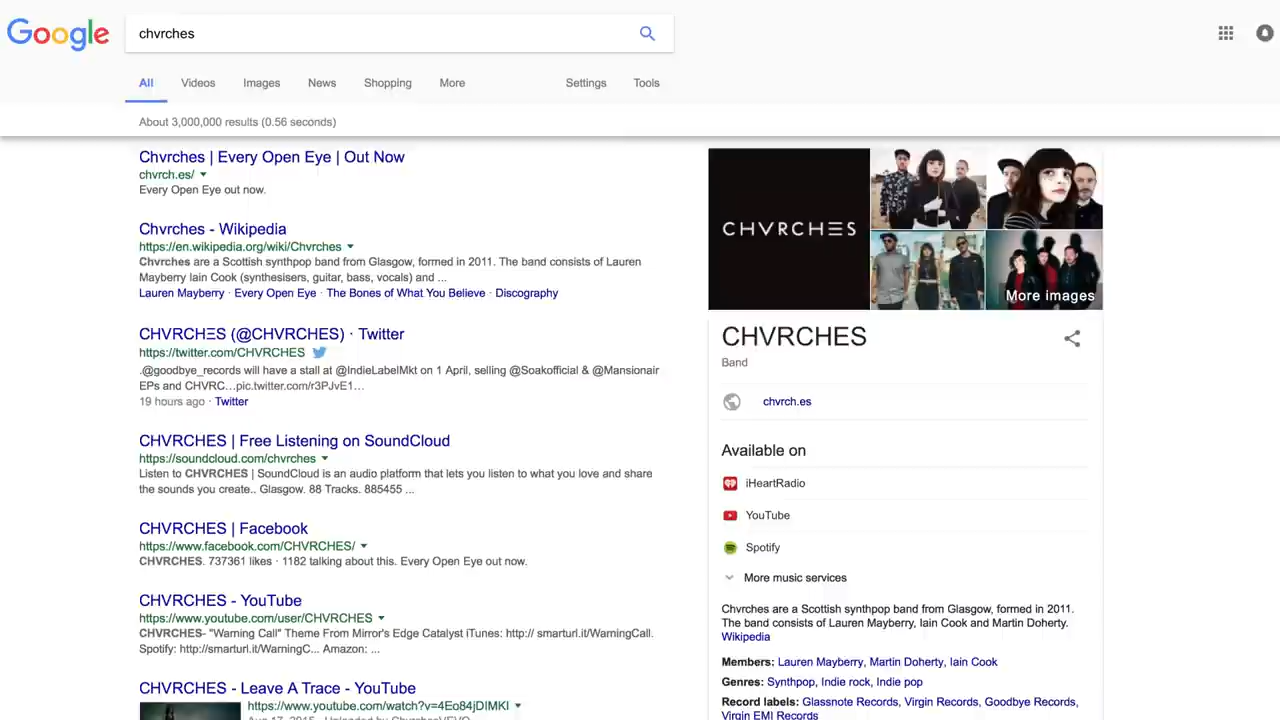 Google
chvrches
All Videos Images News Shopping More Settings Tools
About 3,000,000 results (0.56 seconds)
Chvrches | Every Open Eye | Out Now
chvrch.es/
Every Open Eye out now.
Chvrches - Wikipedia
https://en.wikipedia.org/wiki/Chvrches
Chvrches are a Scottish synthpop band from Glasgow, formed in 2011. The band consists of Lauren
Mayberry Iain Cook (synthesisers, guitar, bass, vocals) and ...
Lauren Mayberry · Every Open Eye · The Bones of What You Believe · Discography
CHVRCHΞS (@CHVRCHES) · Twitter
https://twitter.com/CHVRCHES
.@goodbye_records will have a stall at @IndieLabelMkt on 1 April, selling @Soakofficial & @Mansionair
EPs and CHVRC…pic.twitter.com/r3PJvE1…
19 hours ago · Twitter
CHVRCHES | Free Listening on SoundCloud
https://soundcloud.com/chvrches
Listen to CHVRCHES | SoundCloud is an audio platform that lets you listen to what you love and share
the sounds you create.. Glasgow. 88 Tracks. 885455 ...
CHVRCHES | Facebook
https://www.facebook.com/CHVRCHES/
CHVRCHES. 737361 likes · 1182 talking about this. Every Open Eye out now.
CHVRCHES - YouTube
https://www.youtube.com/user/CHVRCHES
CHVRCHES- "Warning Call" Theme From Mirror's Edge Catalyst iTunes: http:// smarturl.it/WarningCall.
Spotify: http://smarturl.it/WarningC... Amazon: ...
CHVRCHES - Leave A Trace - YouTube
https://www.youtube.com/watch?v=4Eo84jDIMKI
Aug 17, 2015 - Uploaded by ChvrchesVEVO
CHVRCHΞS
More images
CHVRCHES
Band
chvrch.es
Available on
iHeartRadio
YouTube
Spotify
More music services
Chvrches are a Scottish synthpop band from Glasgow, formed in 2011.
The band consists of Lauren Mayberry, Iain Cook and Martin Doherty.
Wikipedia
Members: Lauren Mayberry, Martin Doherty, Iain Cook
Genres: Synthpop, Indie rock, Indie pop
Record labels: Glassnote Records, Virgin Records, Goodbye Records,
Virgin EMI Records